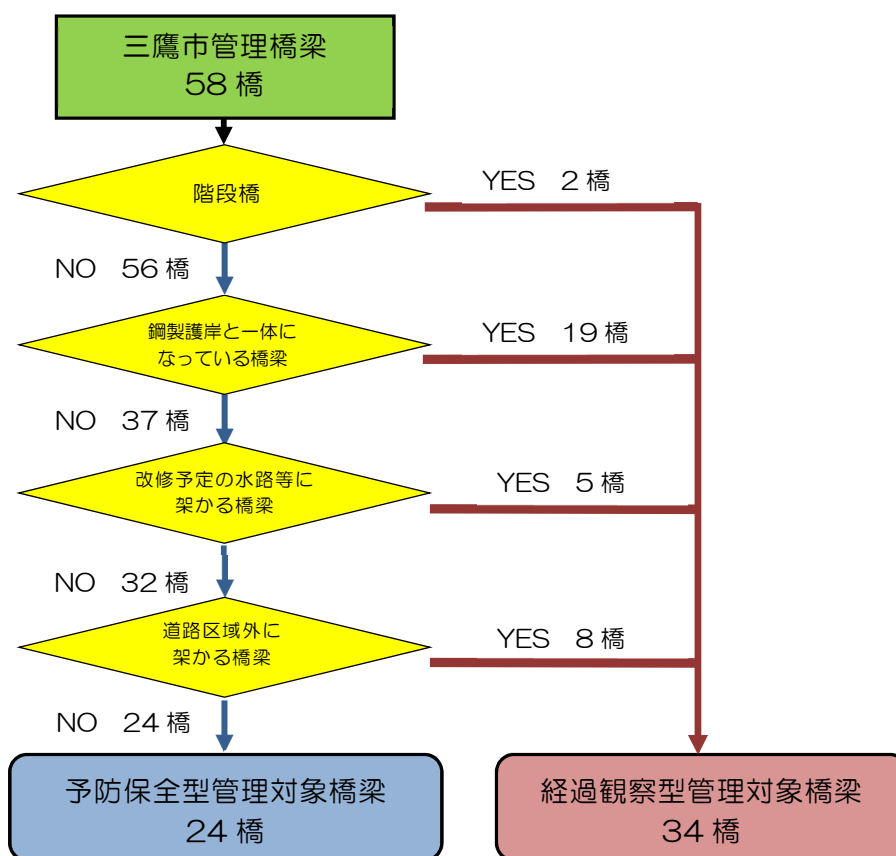 三鷹市管理橋梁
58 橋
階段橋
YES 2 橋
NO 56 橋
鋼製護岸と一体に
なっている橋梁
YES 19 橋
NO 37 橋
改修予定の水路等に
架かる橋梁
YES 5 橋
NO 32 橋
道路区域外に
架かる橋梁
YES 8 橋
NO 24 橋
予防保全型管理対象橋梁
24 橋
経過観察型管理対象橋梁
34 橋